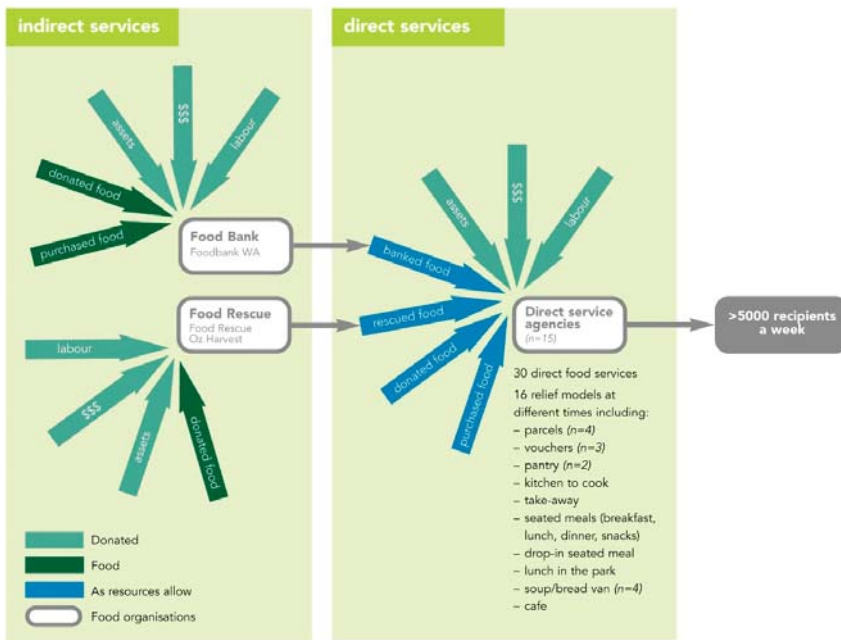 indirect services
assets
$$$
labour
donated food
purchased food
Food Bank
Foodbank WA
Food Rescue
Food Rescue
Oz Harvest
labour
$$$
assets
donated food
Donated
Food
As resources allow
Food organisations
direct services
assets
$$$
labour
banked food
rescued food
donated food
purchased food
Direct service
agencies
(n=15)
30 direct food services
16 relief models at
different times including:
– parcels (n=4)
– vouchers (n=3)
– pantry (n=2)
– kitchen to cook
– take-away
– seated meals (breakfast,
lunch, dinner, snacks)
– drop-in seated meal
– lunch in the park
– soup/bread van (n=4)
– cafe
>5000 recipients
a week